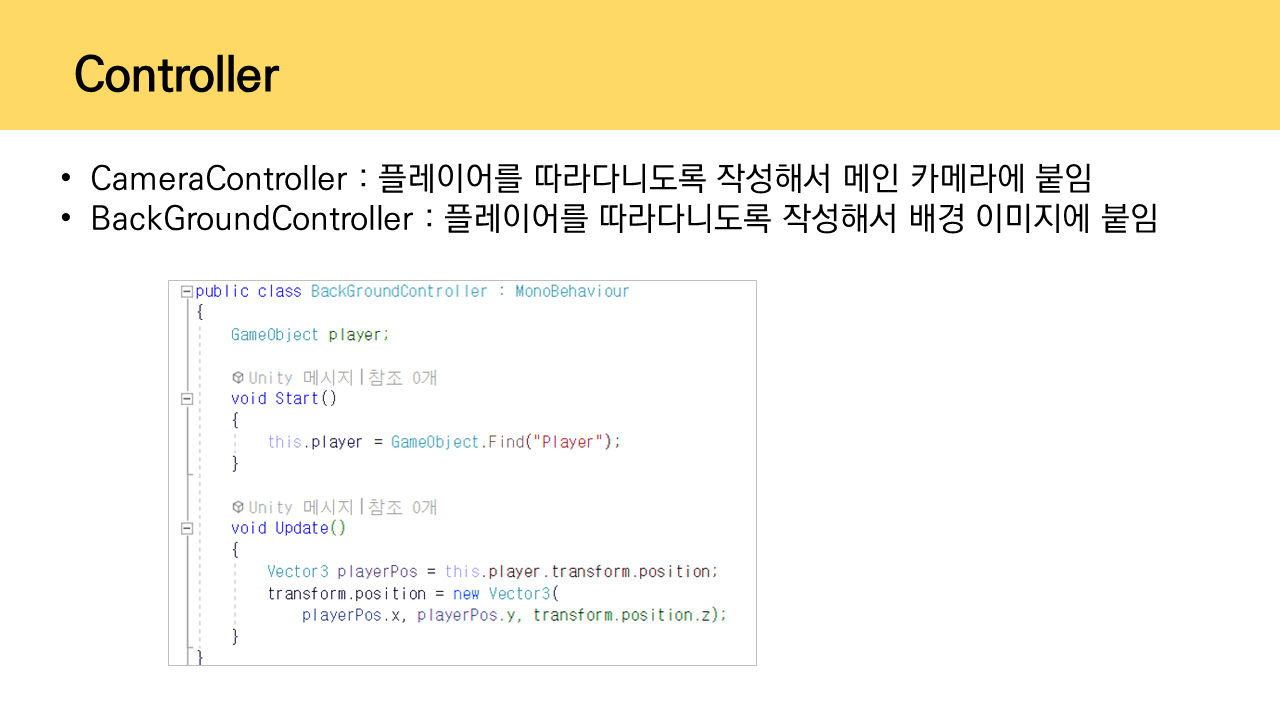 Controller
• CameraController : 플레이어를 따라다니도록 작성해서 메인 카메라에 붙임
• BackGroundController : 플레이어를 따라다니도록 작성해서 배경 이미지에 붙임
public class BackGroundController : MonoBehaviour
{
GameObject player;
Unity 메시지 | 참조 0개
void Start()
{
this.player = GameObject.Find("Player");
}
Unity 메시지 | 참조 0개
void Update()
{
Vector3 playerPos = this.player.transform.position;
transform.position = new Vector3(
playerPos.x, playerPos.y, transform.position.z);
}
}